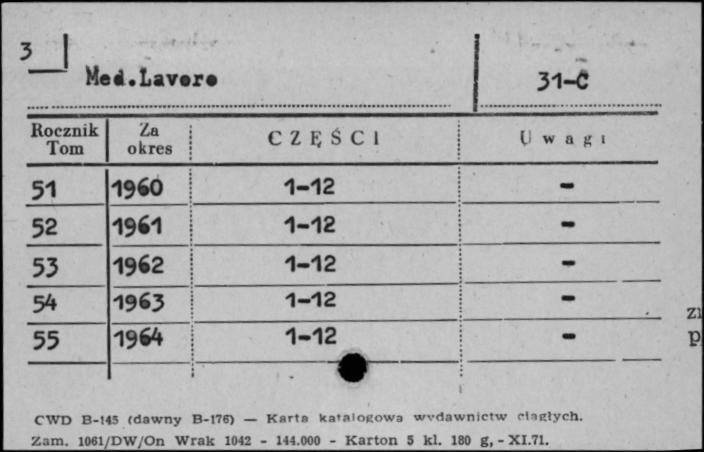 3
Med.Lavoro 31-C
Rocznik Tom Za okres CZĘŚCI Uwagi
51 1960 1-12 -
52 1961 1-12 -
53 1962 1-12 -
54 1963 1-12 -
55 1964 1-12 -
CWD B-145 (dawny B-176) — Karta katalogowa wydawnictw ciągłych.
Zam. 1061/DW/On Wrak 1042 - 144.000 - Karton 5 kl. 180 g, - XI.71.